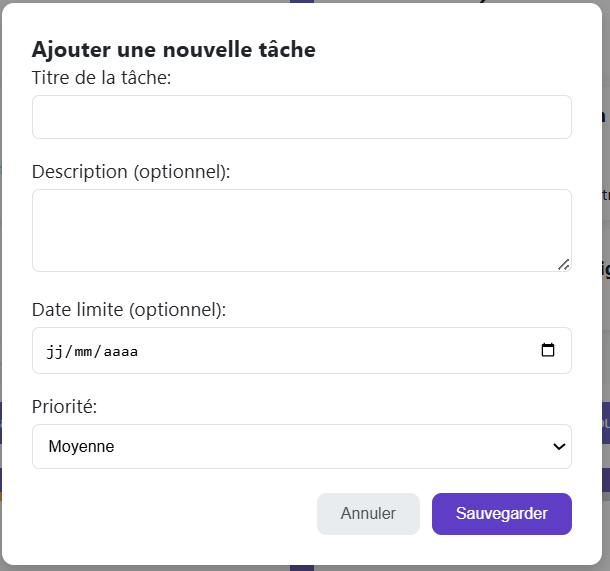 Ajouter une nouvelle tâche
Titre de la tâche:
Description (optionnel):
Date limite (optionnel):
jj/mm/aaaa
Priorité:
Moyenne
Annuler
Sauvegarder